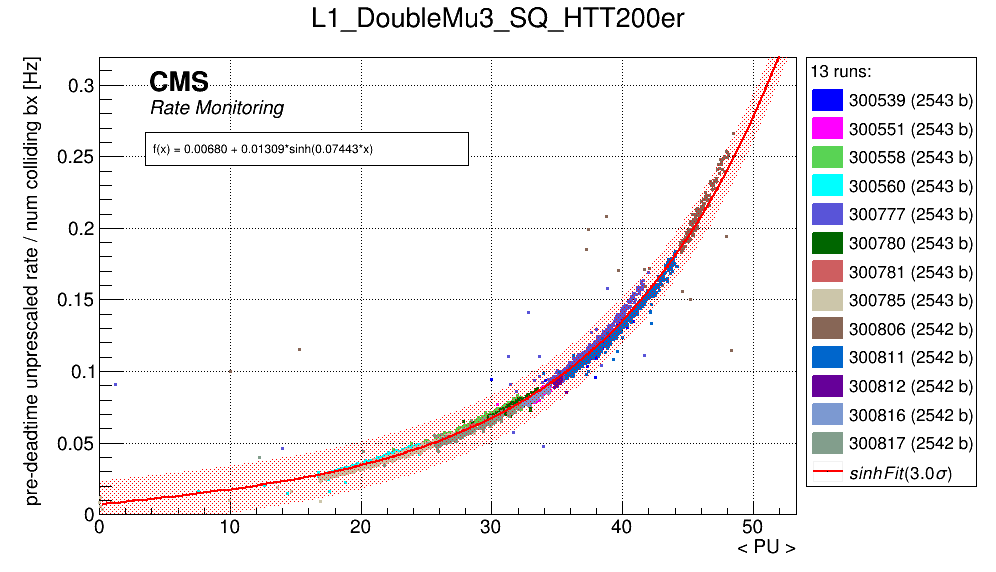 L1_DoubleMu3_SQ_HTT200er
pre-deadtime unprescaled rate / num colliding bx [Hz]
CMS
Rate Monitoring
f(x) = 0.00680 + 0.01309*sinh(0.07443*x)
0.3
0.25
0.2
0.15
0.1
0.05
0
0 10 20 30 40 50
< PU >
13 runs:
300539 (2543 b)
300551 (2543 b)
300558 (2543 b)
300560 (2543 b)
300777 (2543 b)
300780 (2543 b)
300781 (2543 b)
300785 (2543 b)
300806 (2542 b)
300811 (2542 b)
300812 (2542 b)
300816 (2542 b)
300817 (2542 b)
sinhFit(3.0σ)